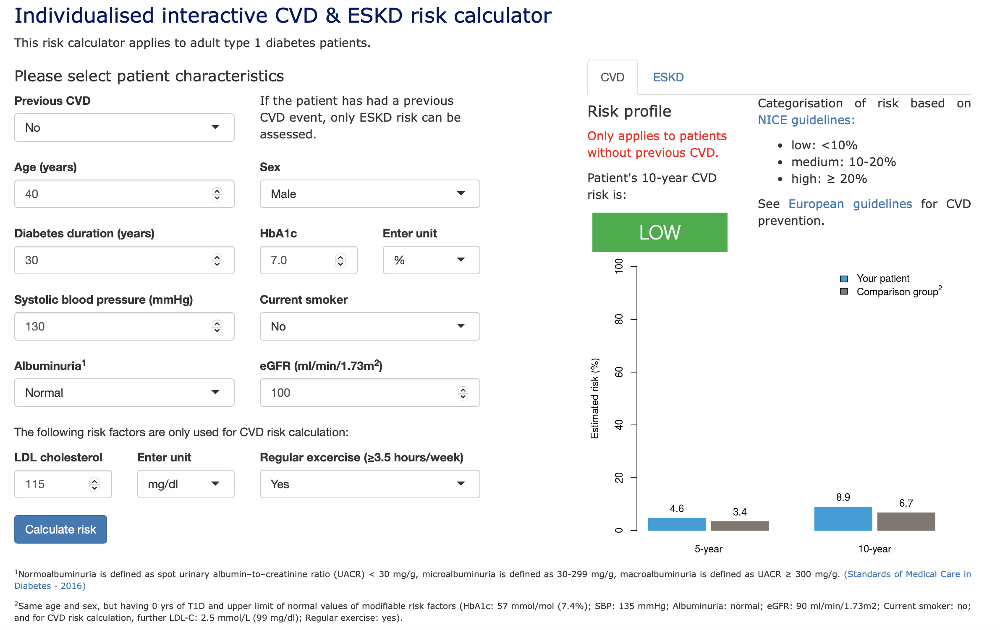 Individualised interactive CVD & ESKD risk calculator
This risk calculator applies to adult type 1 diabetes patients.
Please select patient characteristics
Previous CVD
No
If the patient has had a previous
CVD event, only ESKD risk can be
assessed.
Age (years)
40
Sex
Male
Diabetes duration (years)
30
HbA1c
7.0
Enter unit
%
Systolic blood pressure (mmHg)
130
Current smoker
No
Albuminuria¹
Normal
eGFR (ml/min/1.73m²)
100
The following risk factors are only used for CVD risk calculation:
LDL cholesterol
115
Enter unit
mg/dl
Regular excercise (≥3.5 hours/week)
Yes
Calculate risk
CVD
ESKD
Risk profile
Only applies to patients
without previous CVD.
Patient's 10-year CVD
risk is:
LOW
Categorisation of risk based on
NICE guidelines:
• low: <10%
• medium: 10-20%
• high: ≥ 20%
See European guidelines for CVD
prevention.
Your patient
Comparison group²
Estimated risk (%)
100
80
60
40
20
0
4.6
3.4
8.9
6.7
5-year
10-year
¹Normoalbuminuria is defined as spot urinary albumin–to–creatinine ratio (UACR) < 30 mg/g, microalbuminuria is defined as 30-299 mg/g, macroalbuminuria is defined as UACR ≥ 300 mg/g. (Standards of Medical Care in
Diabetes - 2016)
²Same age and sex, but having 0 yrs of T1D and upper limit of normal values of modifiable risk factors (HbA1c: 57 mmol/mol (7.4%); SBP: 135 mmHg; Albuminuria: normal; eGFR: 90 ml/min/1.73m2; Current smoker: no;
and for CVD risk calculation, further LDL-C: 2.5 mmol/L (99 mg/dl); Regular exercise: yes).